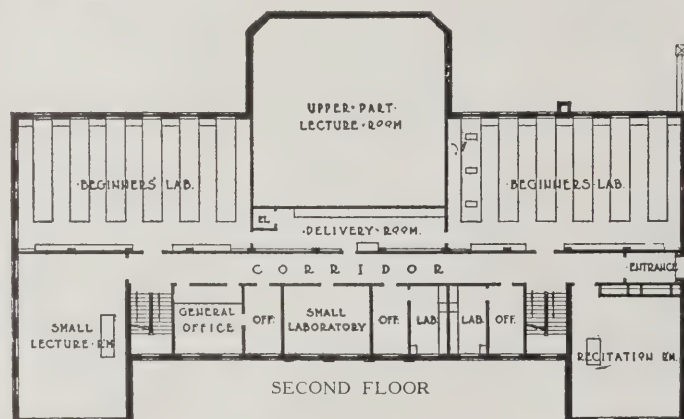 UPPER·PART·
LECTURE·ROOM
·BEGINNERS' LAB.
·BEGINNERS LAB.
EL.
·DELIVERY·ROOM.
CORRIDOR
ENTRANCE
GENERAL
OFFICE
OFF.
SMALL
LABORATORY
OFF.
LAB.
LAB.
OFF.
SMALL
LECTURE·RM.
RECITATION RM.
SECOND FLOOR